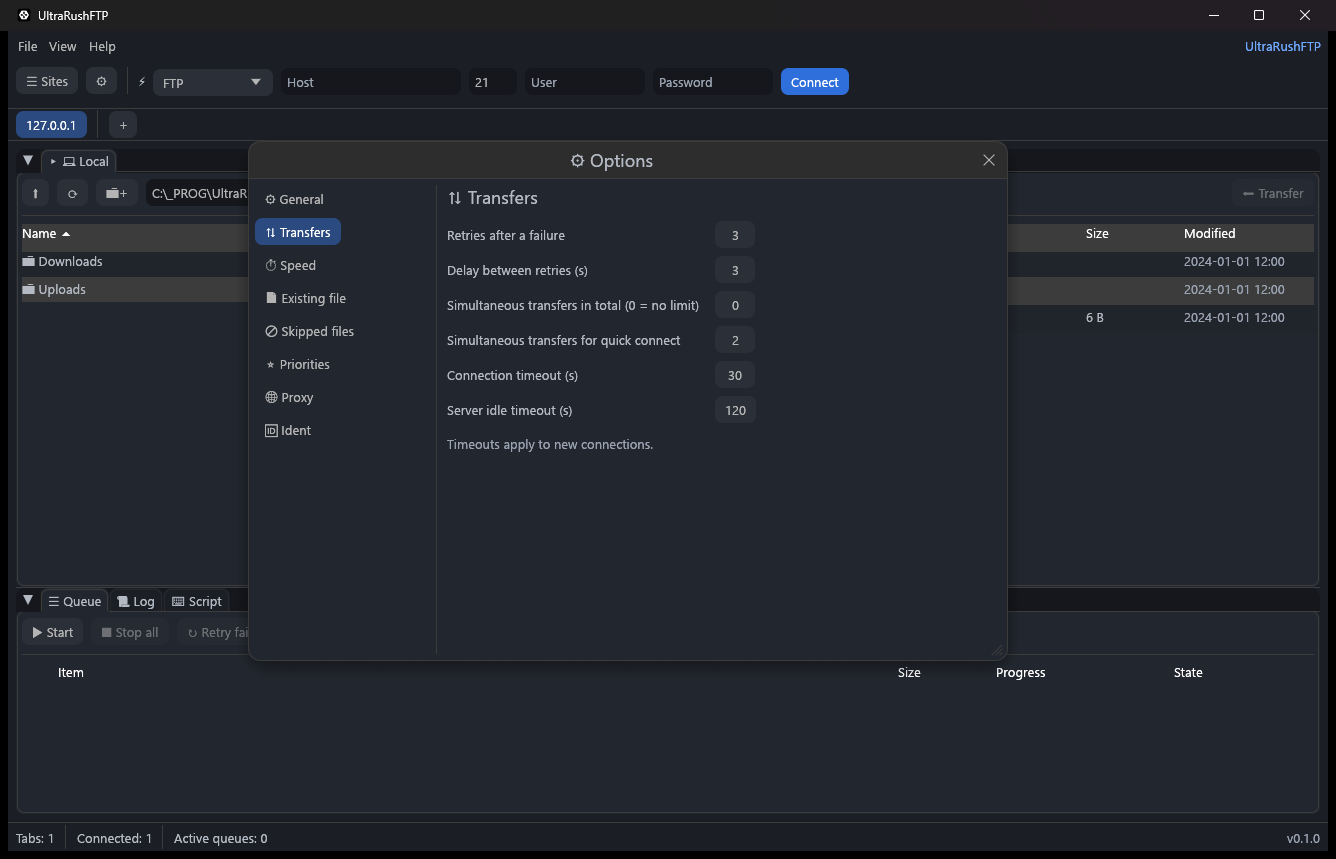 UltraRushFTP
File View Help UltraRushFTP
Sites FTP Host 21 User Password Connect
127.0.0.1 +
Local
C:\_PROG\UltraR
Transfer
Name Size Modified
Downloads 2024-01-01 12:00
Uploads 2024-01-01 12:00
6 B 2024-01-01 12:00
Options
General
Transfers
Speed
Existing file
Skipped files
Priorities
Proxy
Ident
Transfers
Retries after a failure 3
Delay between retries (s) 3
Simultaneous transfers in total (0 = no limit) 0
Simultaneous transfers for quick connect 2
Connection timeout (s) 30
Server idle timeout (s) 120
Timeouts apply to new connections.
Queue Log Script
Start Stop all Retry fai
Item Size Progress State
Tabs: 1 Connected: 1 Active queues: 0 v0.1.0